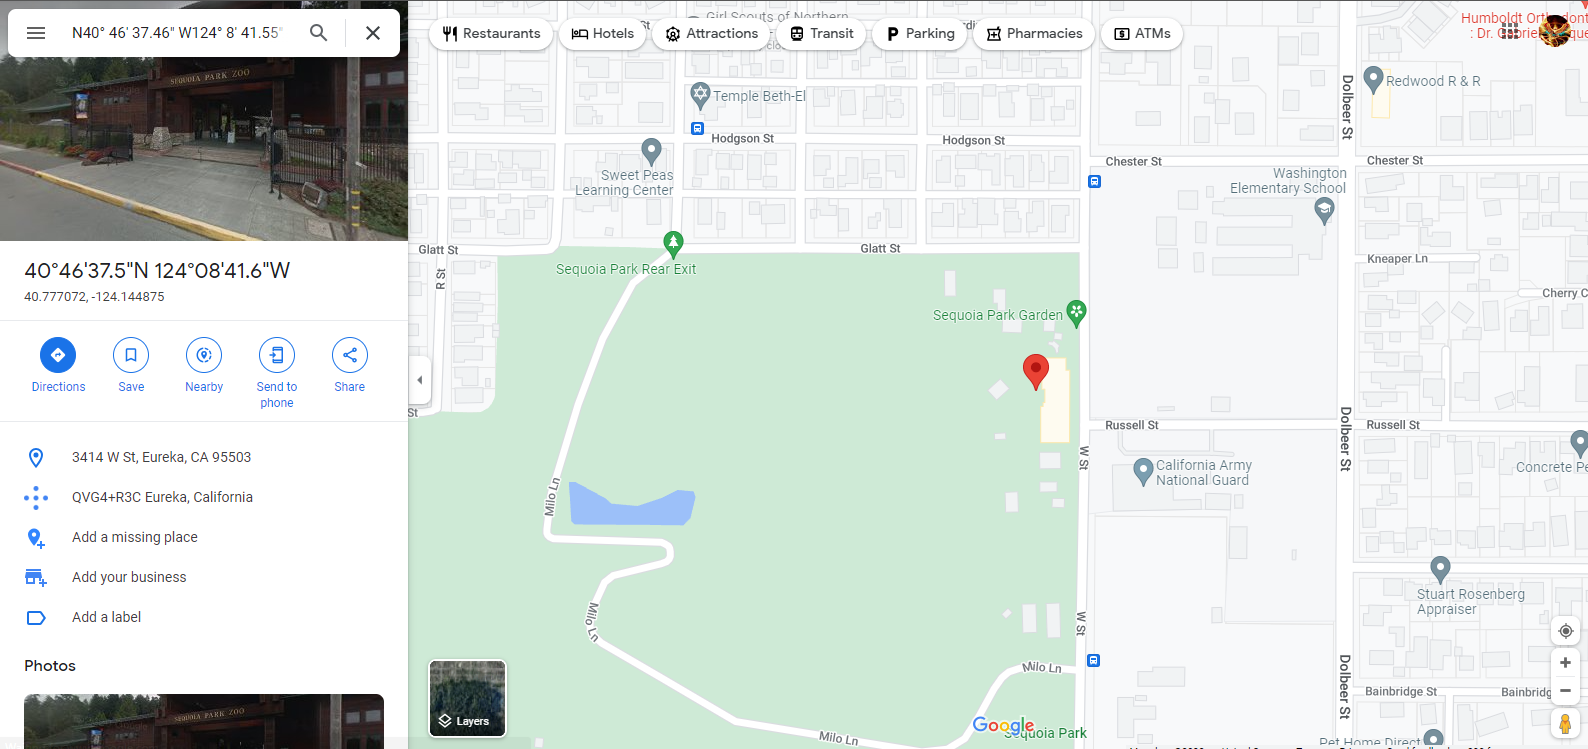 N40° 46' 37.46" W124° 8' 41.55"
SEQUOIA PARK ZOO
40°46'37.5"N 124°08'41.6"W
40.777072, -124.144875
Directions
Save
Nearby
Send to
phone
Share
3414 W St, Eureka, CA 95503
QVG4+R3C Eureka, California
Add a missing place
Add your business
Add a label
Photos
SEQUOIA PARK ZOO
Girl Scouts of Northern
Restaurants
Hotels
Attractions
Transit
Parking
Pharmacies
ATMs
Humboldt
Redwood R & R
Dolbeer St
Temple Beth-El
Hodgson St
Hodgson St
Sweet Peas
Learning Center
Chester St
Chester St
Washington
Elementary School
Glatt St
Glatt St
R St
Sequoia Park Rear Exit
Kneaper Ln
Cherry C
Sequoia Park Garden
St
Russell St
Russell St
Dolbeer St
W St
California Army
National Guard
Concrete Pe
Milo Ln
Milo Ln
Stuart Rosenberg
Appraiser
W St
Milo Ln
Dolbeer St
Bainbridge St
Bainbridg
Layers
Google
Sequoia Park
Milo Ln
Pet Home Direct